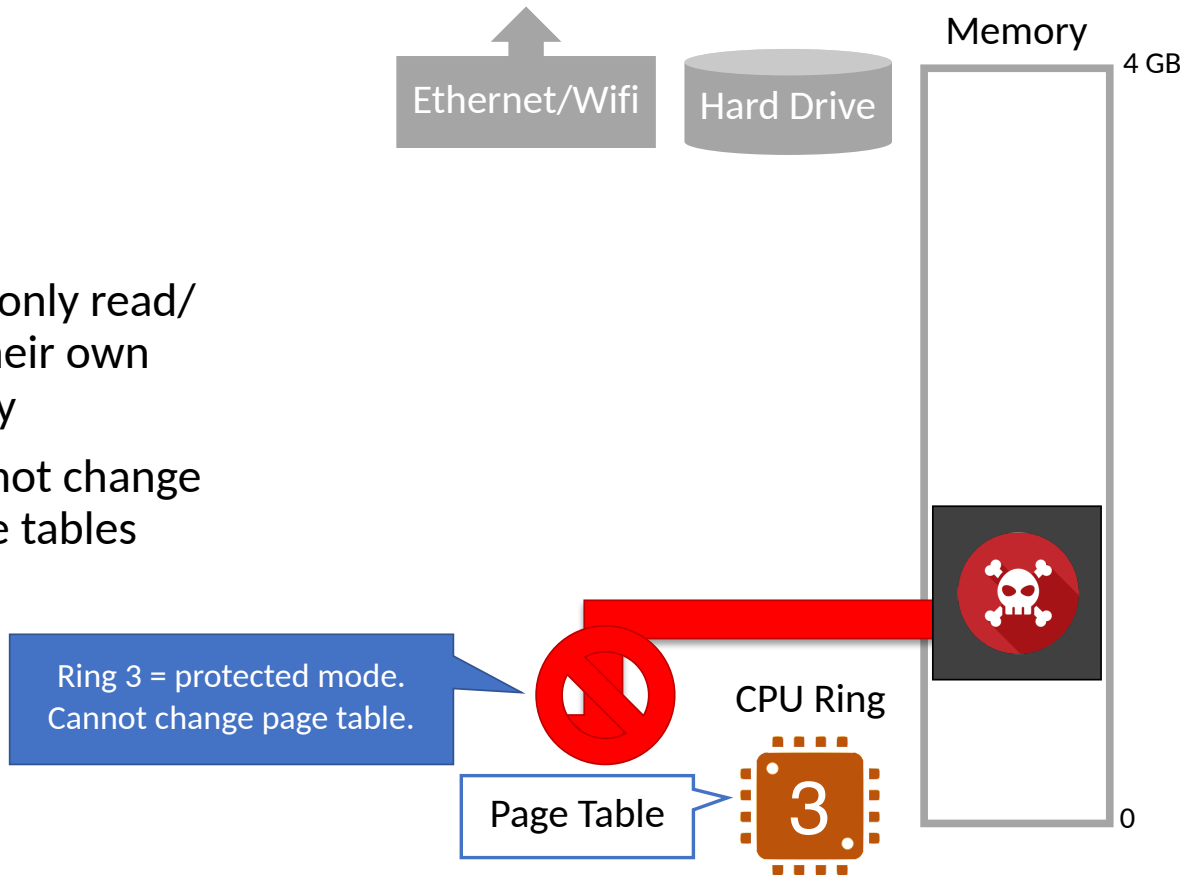 Memory
4 GB
Ethernet/Wifi
Hard Drive
only read/
heir own
y
not change
e tables
Ring 3 = protected mode.
Cannot change page table.
CPU Ring
Page Table
3
0